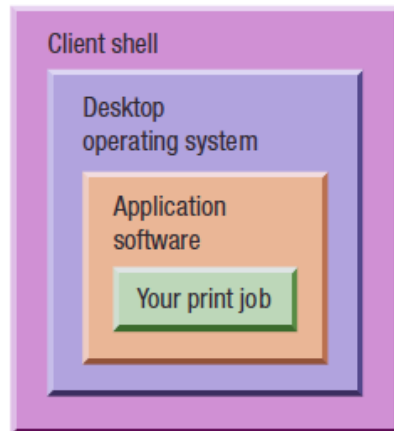 Client shell
Desktop
operating system
Application
software
Your print job